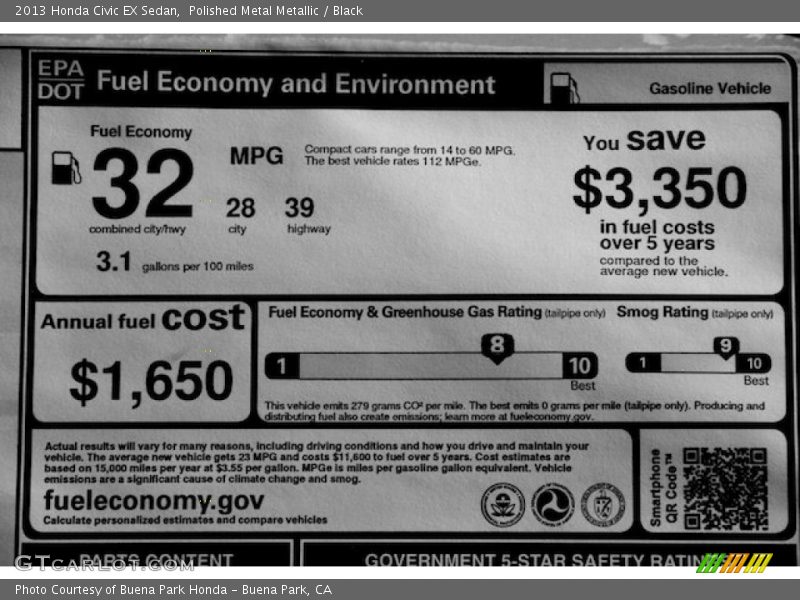 2013 Honda Civic EX Sedan, Polished Metal Metallic / Black
EPA
DOT
Fuel Economy and Environment
Gasoline Vehicle
Fuel Economy
32
MPG
combined city/hwy
28
city
39
highway
3.1 gallons per 100 miles
Compact cars range from 14 to 60 MPG.
The best vehicle rates 112 MPGe.
You save
$3,350
in fuel costs
over 5 years
compared to the
average new vehicle.
Annual fuel cost
$1,650
Fuel Economy & Greenhouse Gas Rating (tailpipe only)
1
8
10
Best
Smog Rating (tailpipe only)
1
9
10
Best
This vehicle emits 279 grams CO² per mile. The best emits 0 grams per mile (tailpipe only). Producing and
distributing fuel also create emissions; learn more at fueleconomy.gov.
Actual results will vary for many reasons, including driving conditions and how you drive and maintain your
vehicle. The average new vehicle gets 23 MPG and costs $11,600 to fuel over 5 years. Cost estimates are
based on 15,000 miles per year at $3.55 per gallon. MPGe is miles per gasoline gallon equivalent. Vehicle
emissions are a significant cause of climate change and smog.
fueleconomy.gov
Calculate personalized estimates and compare vehicles
Smartphone
QR Code™
PARTS CONTENT
GOVERNMENT 5-STAR SAFETY RATIN
GTCarLot.com
Photo Courtesy of Buena Park Honda - Buena Park, CA